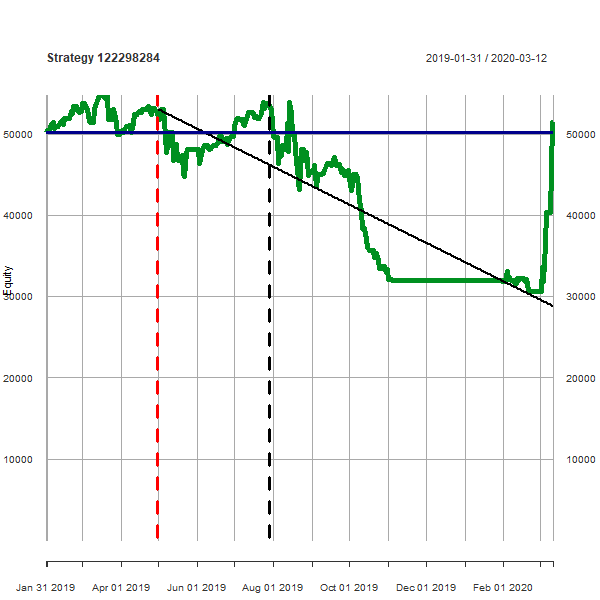 Strategy 122298284
2019-01-31 / 2020-03-12
50000
50000
40000
40000
Equity
30000
30000
20000
20000
10000
10000
Jan 31 2019
Apr 01 2019
Jun 01 2019
Aug 01 2019
Oct 01 2019
Dec 01 2019
Feb 01 2020